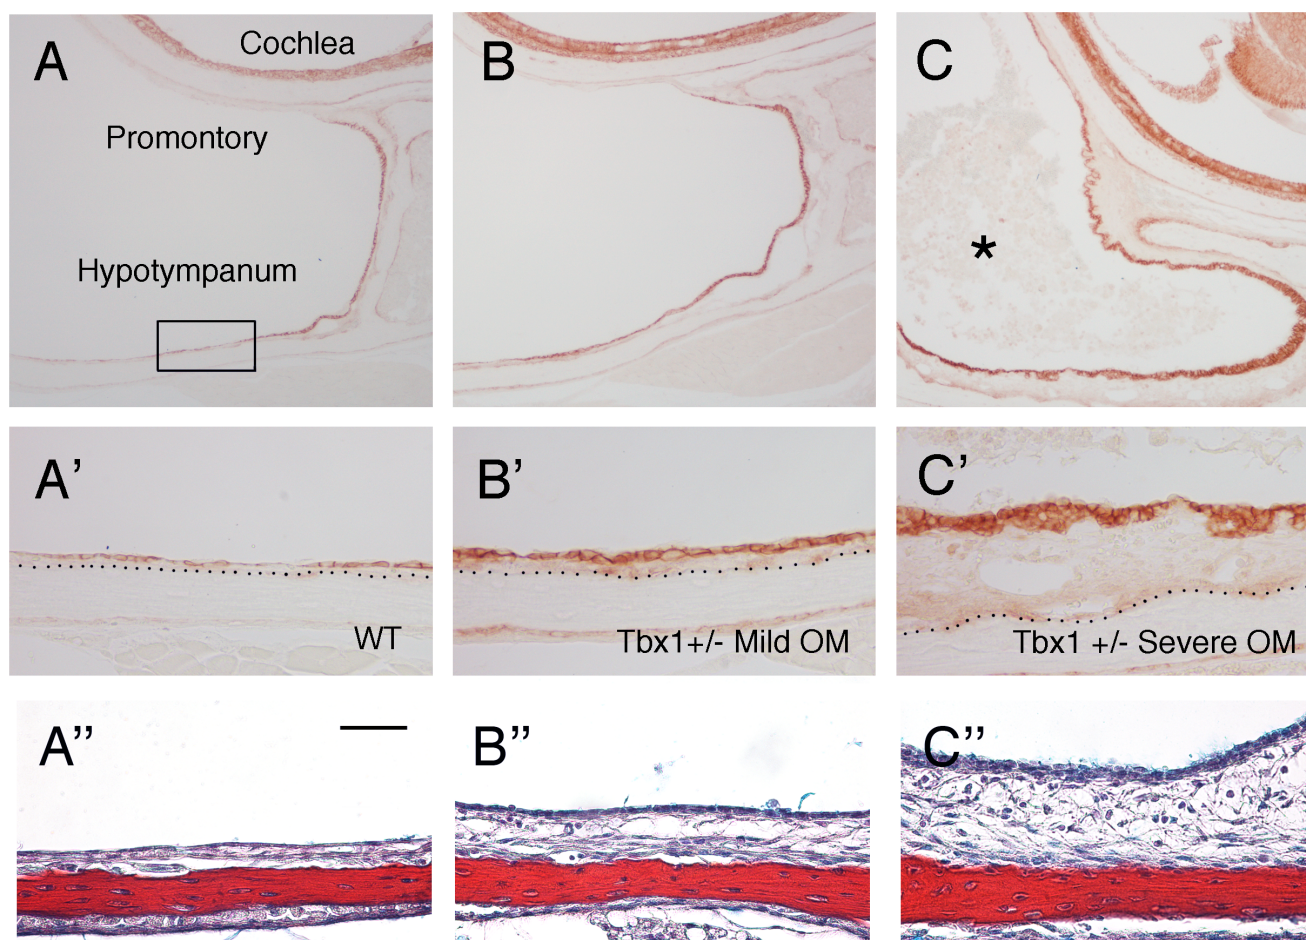 A
Cochlea
Promontory
Hypotympanum
B
C
*
A’
WT
B’
Tbx1+/- Mild OM
C’
Tbx1 +/- Severe OM
A’’
B’’
C’’